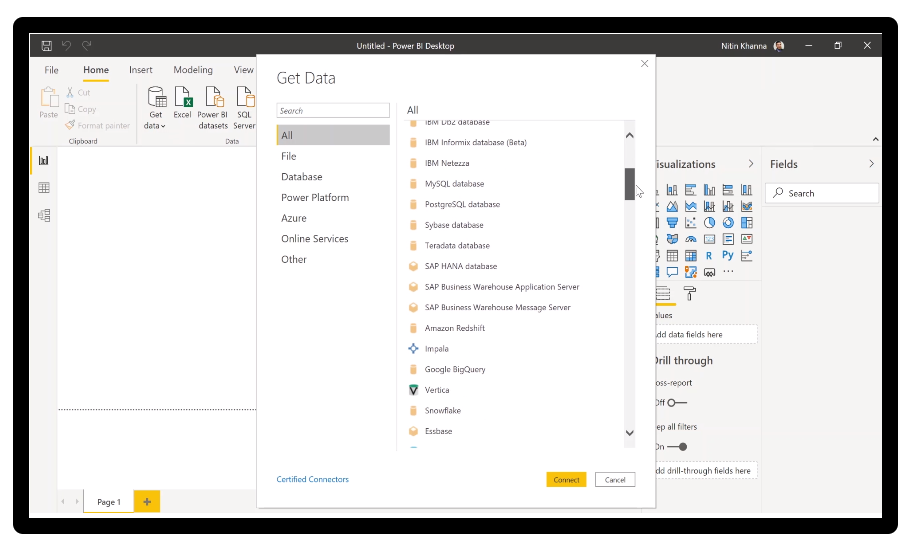 Untitled - Power BI Desktop
Nitin Khanna
File Home Insert Modeling View
Paste
Cut
Copy
Format painter
Clipboard
Get data
Excel
Power BI datasets
SQL Server
Data
Get Data
Search
All
File
Database
Power Platform
Azure
Online Services
Other
All
IBM Db2 database
IBM Informix database (Beta)
IBM Netezza
MySQL database
PostgreSQL database
Sybase database
Teradata database
SAP HANA database
SAP Business Warehouse Application Server
SAP Business Warehouse Message Server
Amazon Redshift
Impala
Google BigQuery
Vertica
Snowflake
Essbase
Certified Connectors
Connect
Cancel
isualizations
R Py
alues
dd data fields here
rill through
oss-report
Off
ep all filters
On
dd drill-through fields here
Fields
Search
Page 1